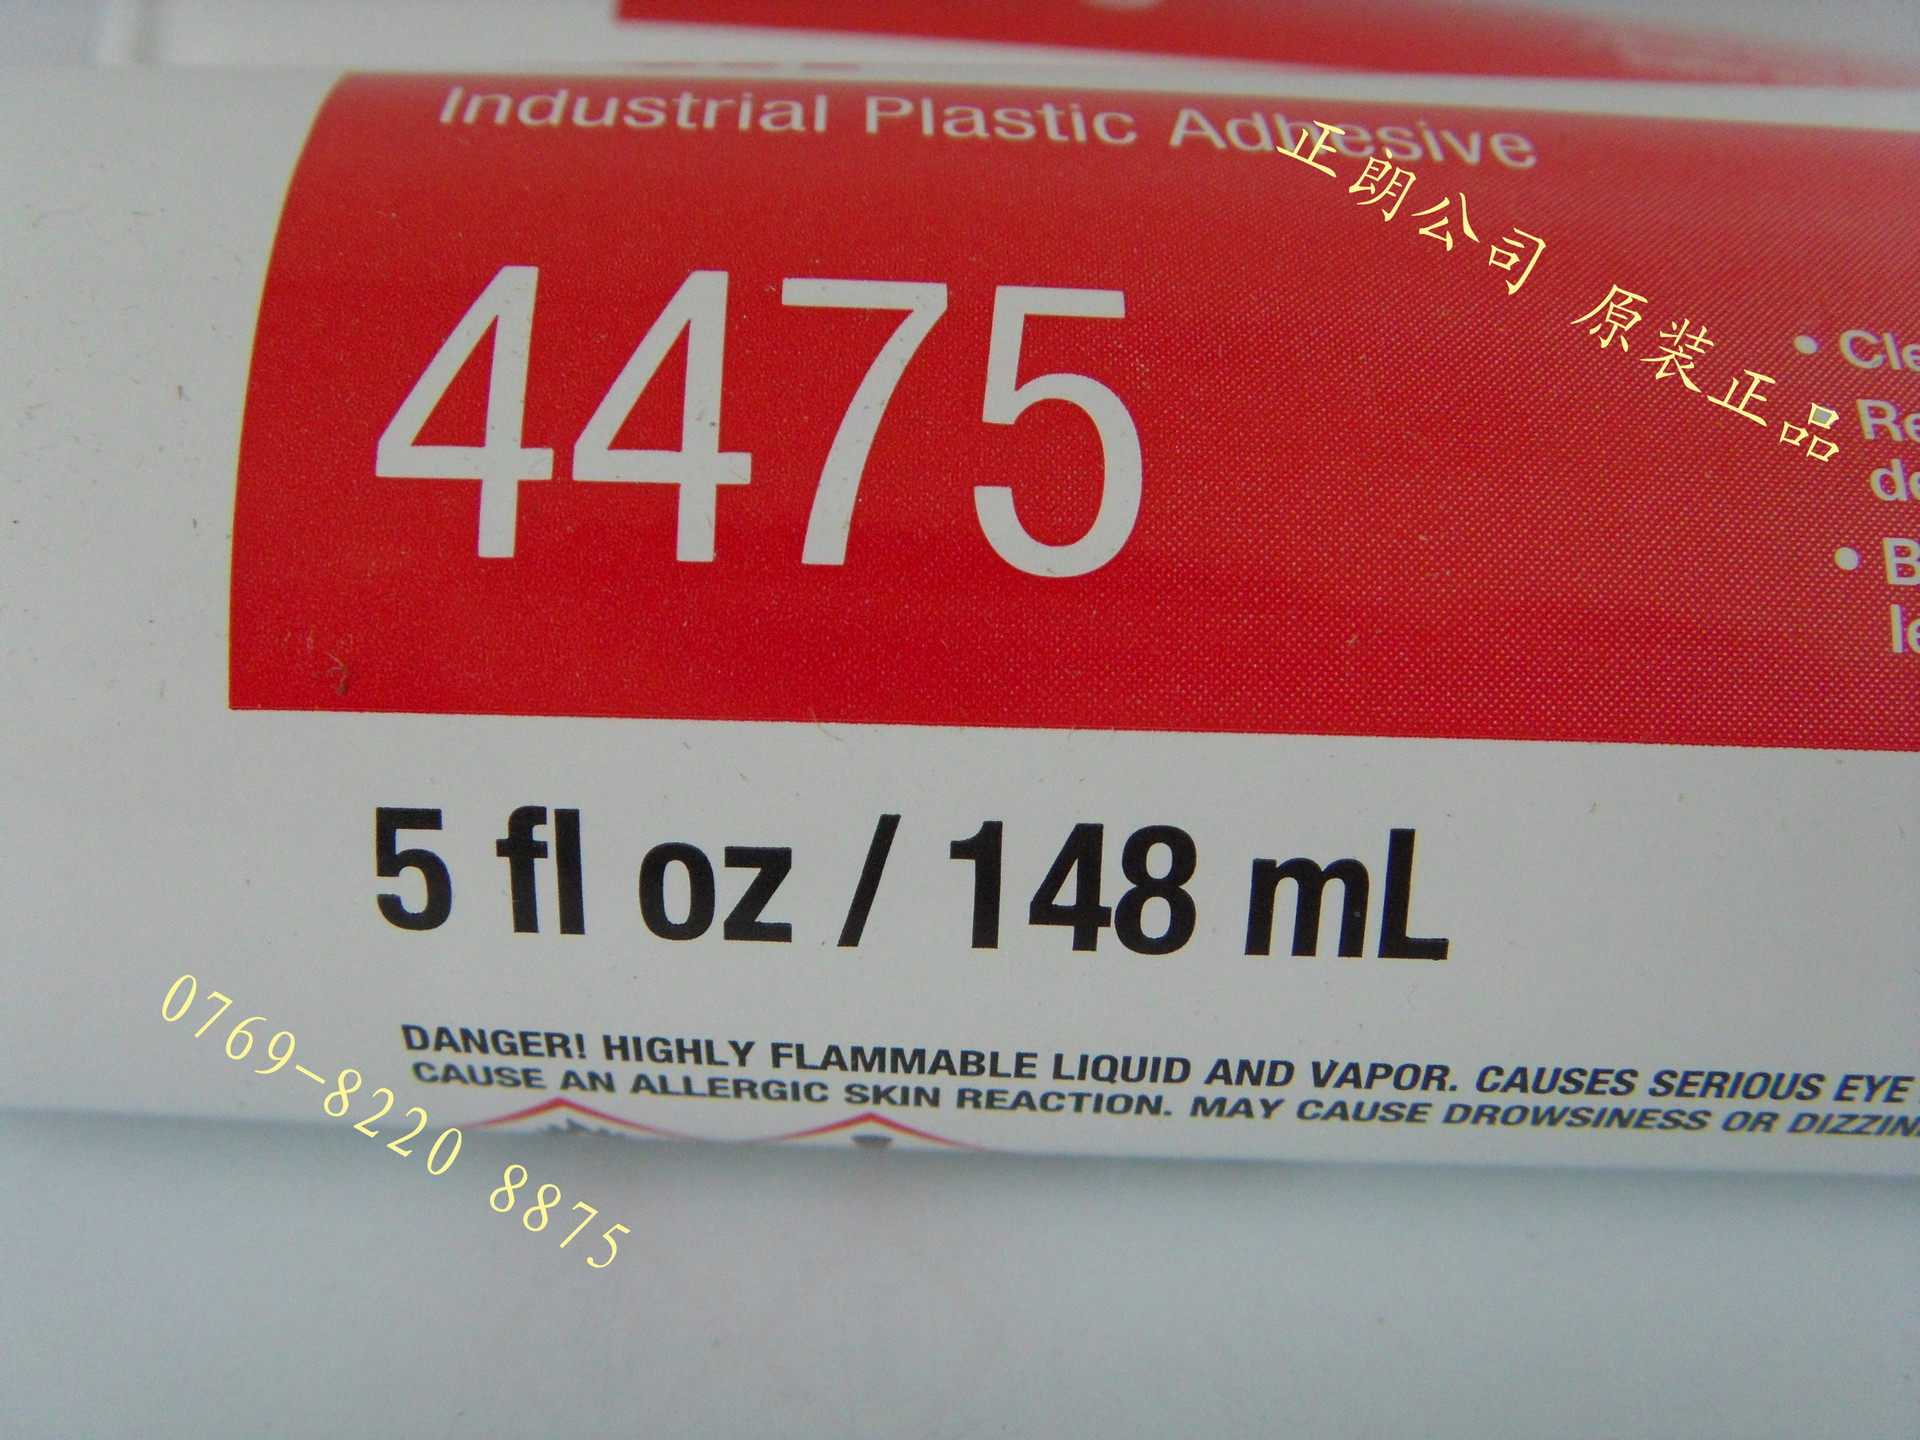 Industrial Plastic Adhesive
正朗公司 原装正品
4475
5 fl oz / 148 mL
DANGER! HIGHLY FLAMMABLE LIQUID AND VAPOR. CAUSES SERIOUS EYE
CAUSE AN ALLERGIC SKIN REACTION. MAY CAUSE DROWSINESS OR
0769-8220 8875